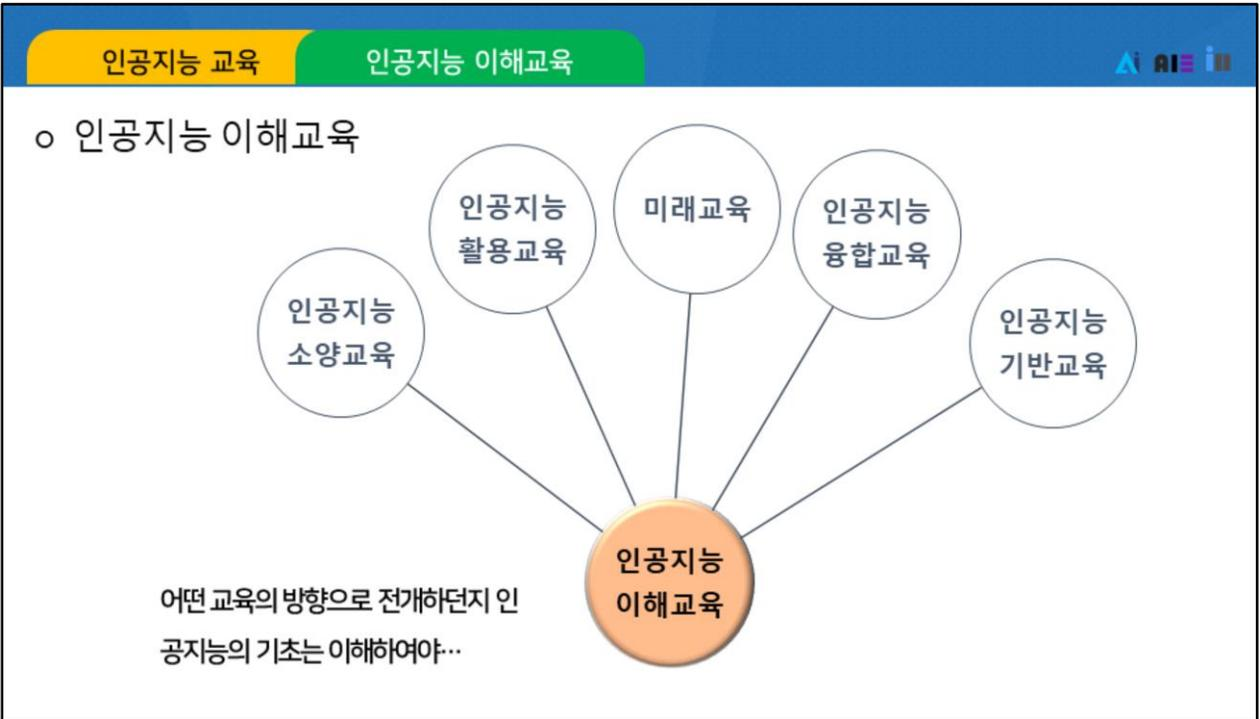 인공지능 교육
인공지능 이해교육
Ai AIE
o 인공지능 이해교육
인공지능
활용교육
미래교육
인공지능
융합교육
인공지능
소양교육
인공지능
기반교육
인공지능
이해교육
어떤 교육의 방향으로 전개하던지 인
공지능의 기초는 이해하여야…